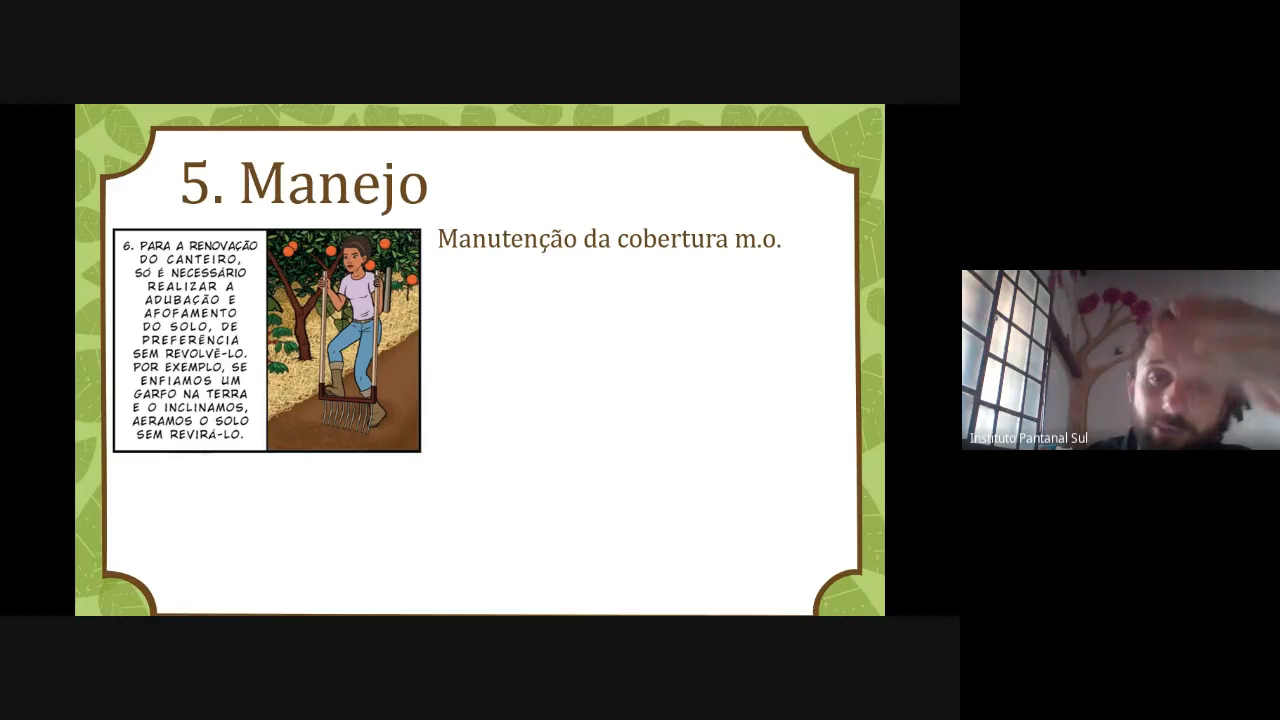 5. Manejo
6. PARA A RENOVAÇÃO
DO CANTEIRO,
SÓ É NECESSÁRIO
REALIZAR A
ADUBAÇÃO E
AFOFAMENTO
DO SOLO, DE
PREFERÊNCIA
SEM REVOLVÊ-LO.
POR EXEMPLO, SE
ENFIAMOS UM
GARFO NA TERRA
E O INCLINAMOS,
AERAMOS O SOLO
SEM REVIRÁ-LO.
Manutenção da cobertura m.o.
Instituto Pantanal Sul